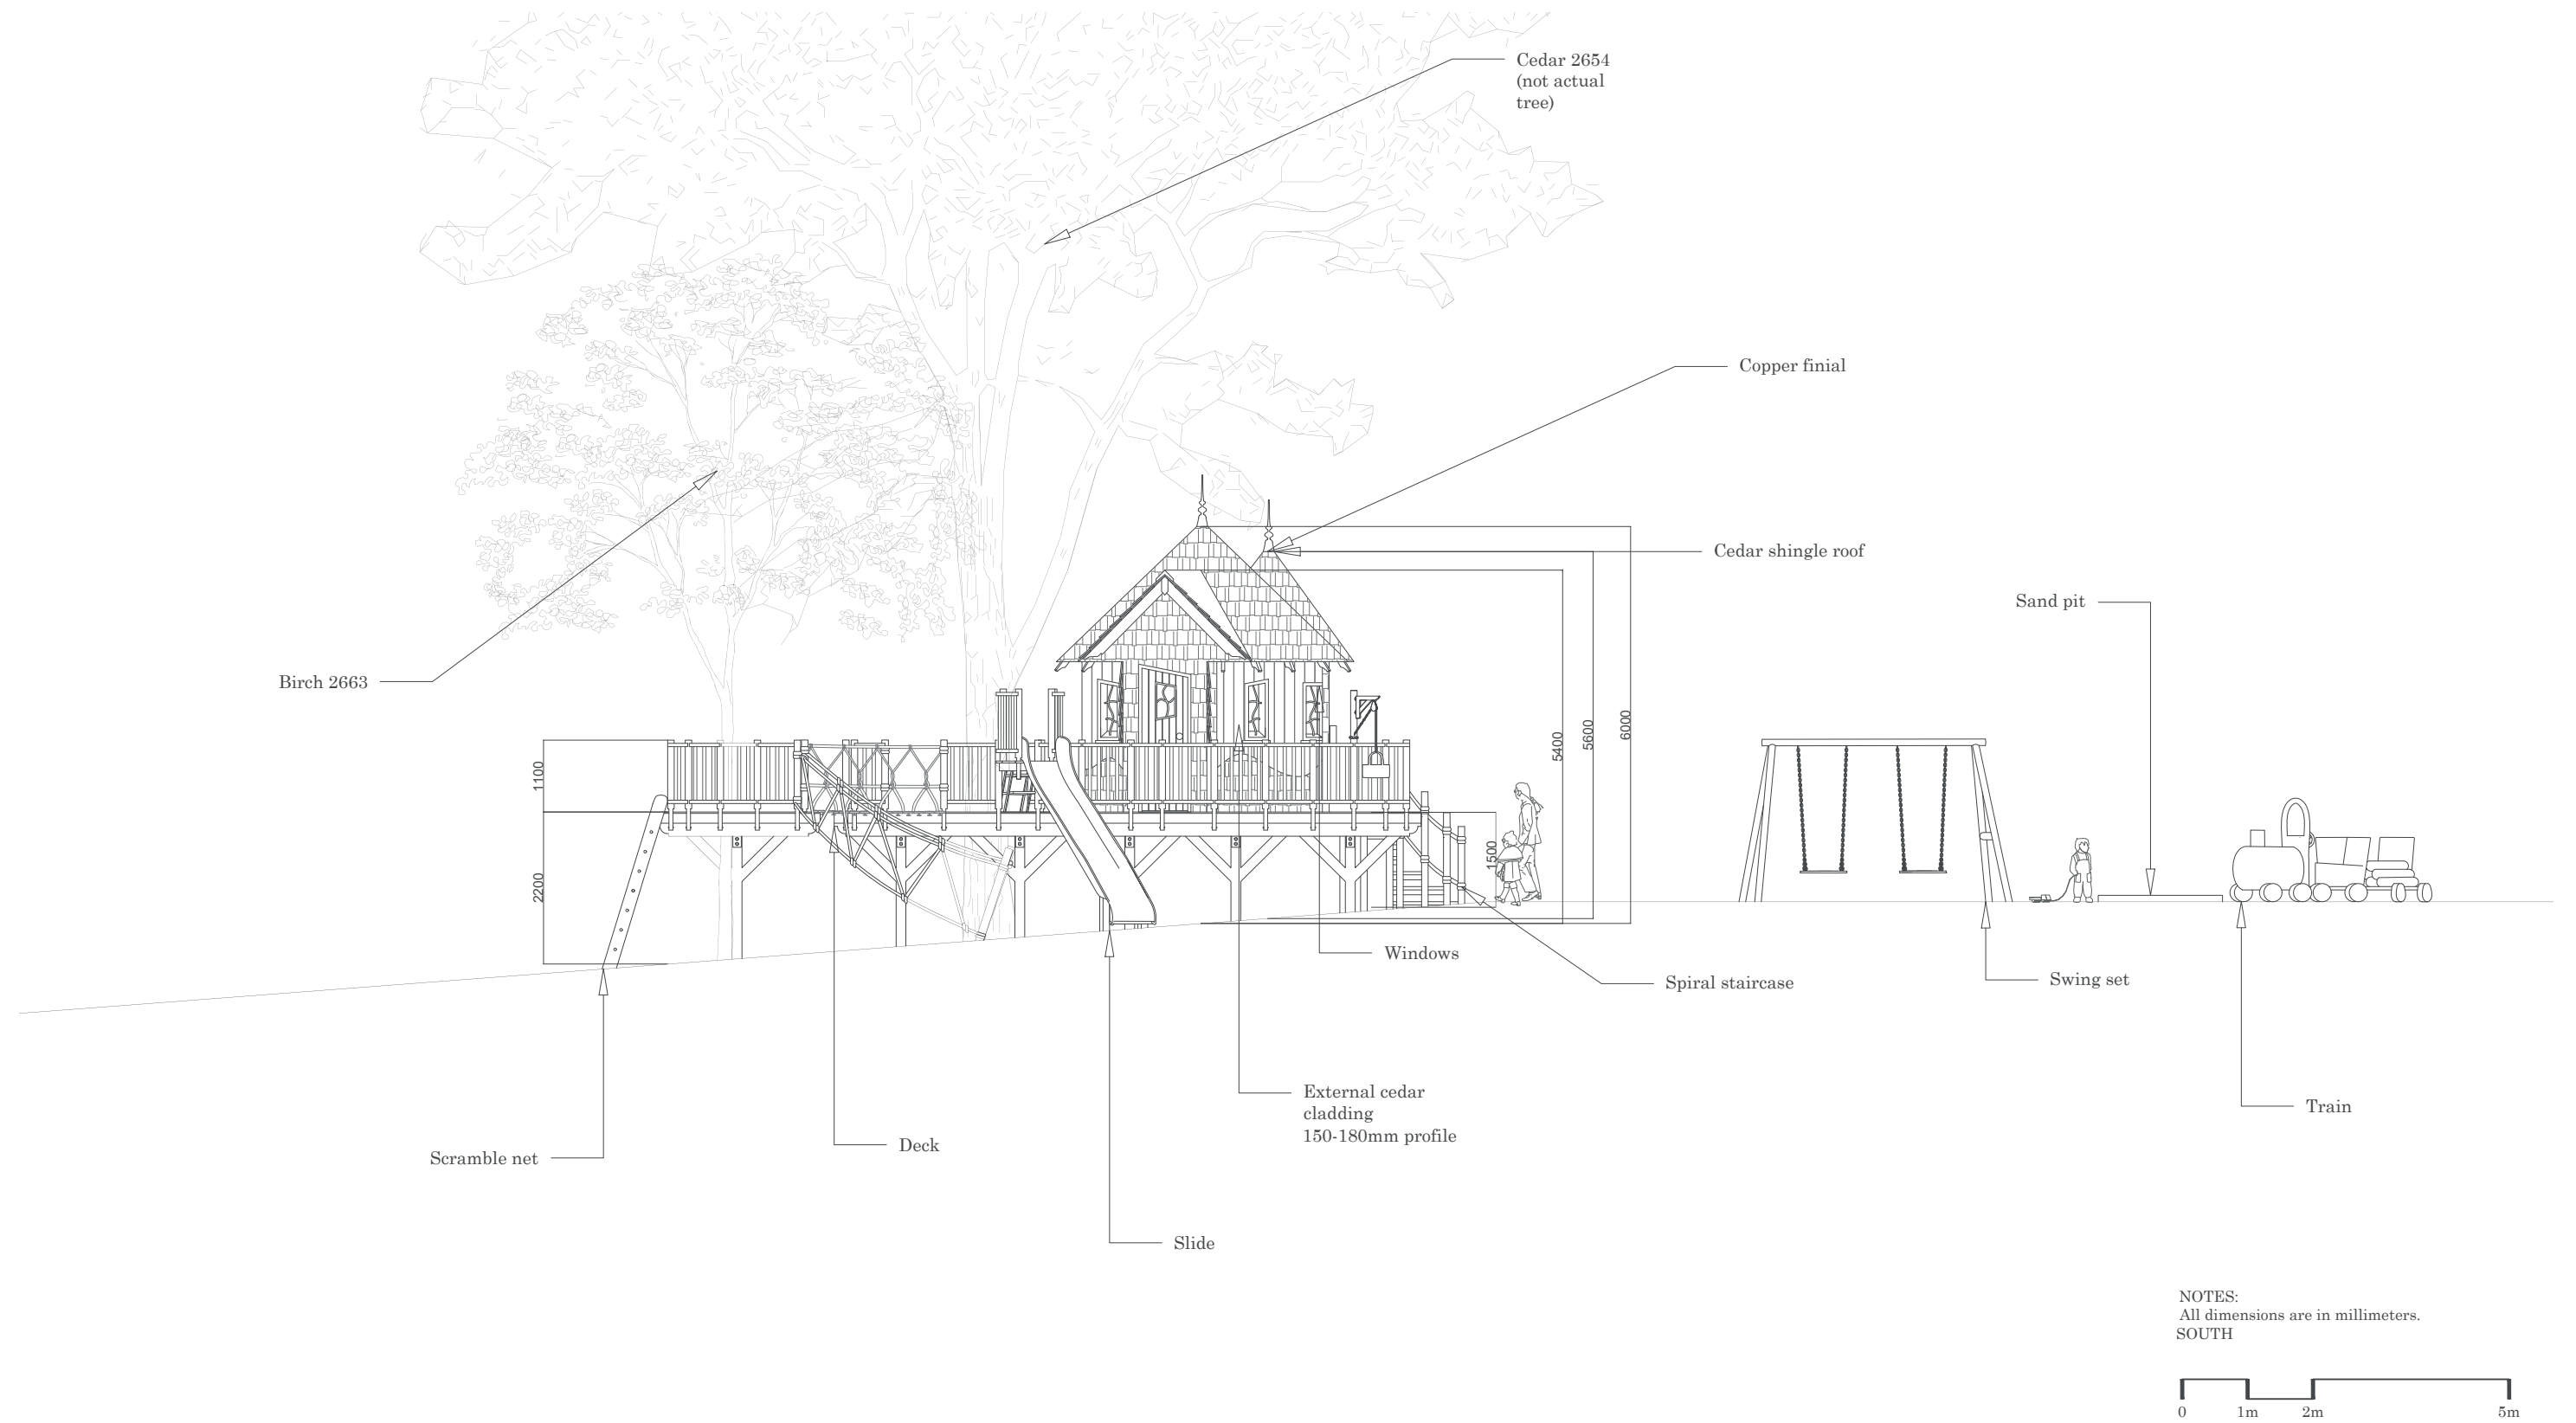 Cedar 2654
(not actual
tree)
Copper finial
Cedar shingle roof
Sand pit
Birch 2663
1100
2200
5400
5600
6000
1500
Windows
Spiral staircase
Swing set
External cedar
cladding
150-180mm profile
Train
Deck
Scramble net
Slide
NOTES:
All dimensions are in millimeters.
SOUTH
0 1m 2m 5m